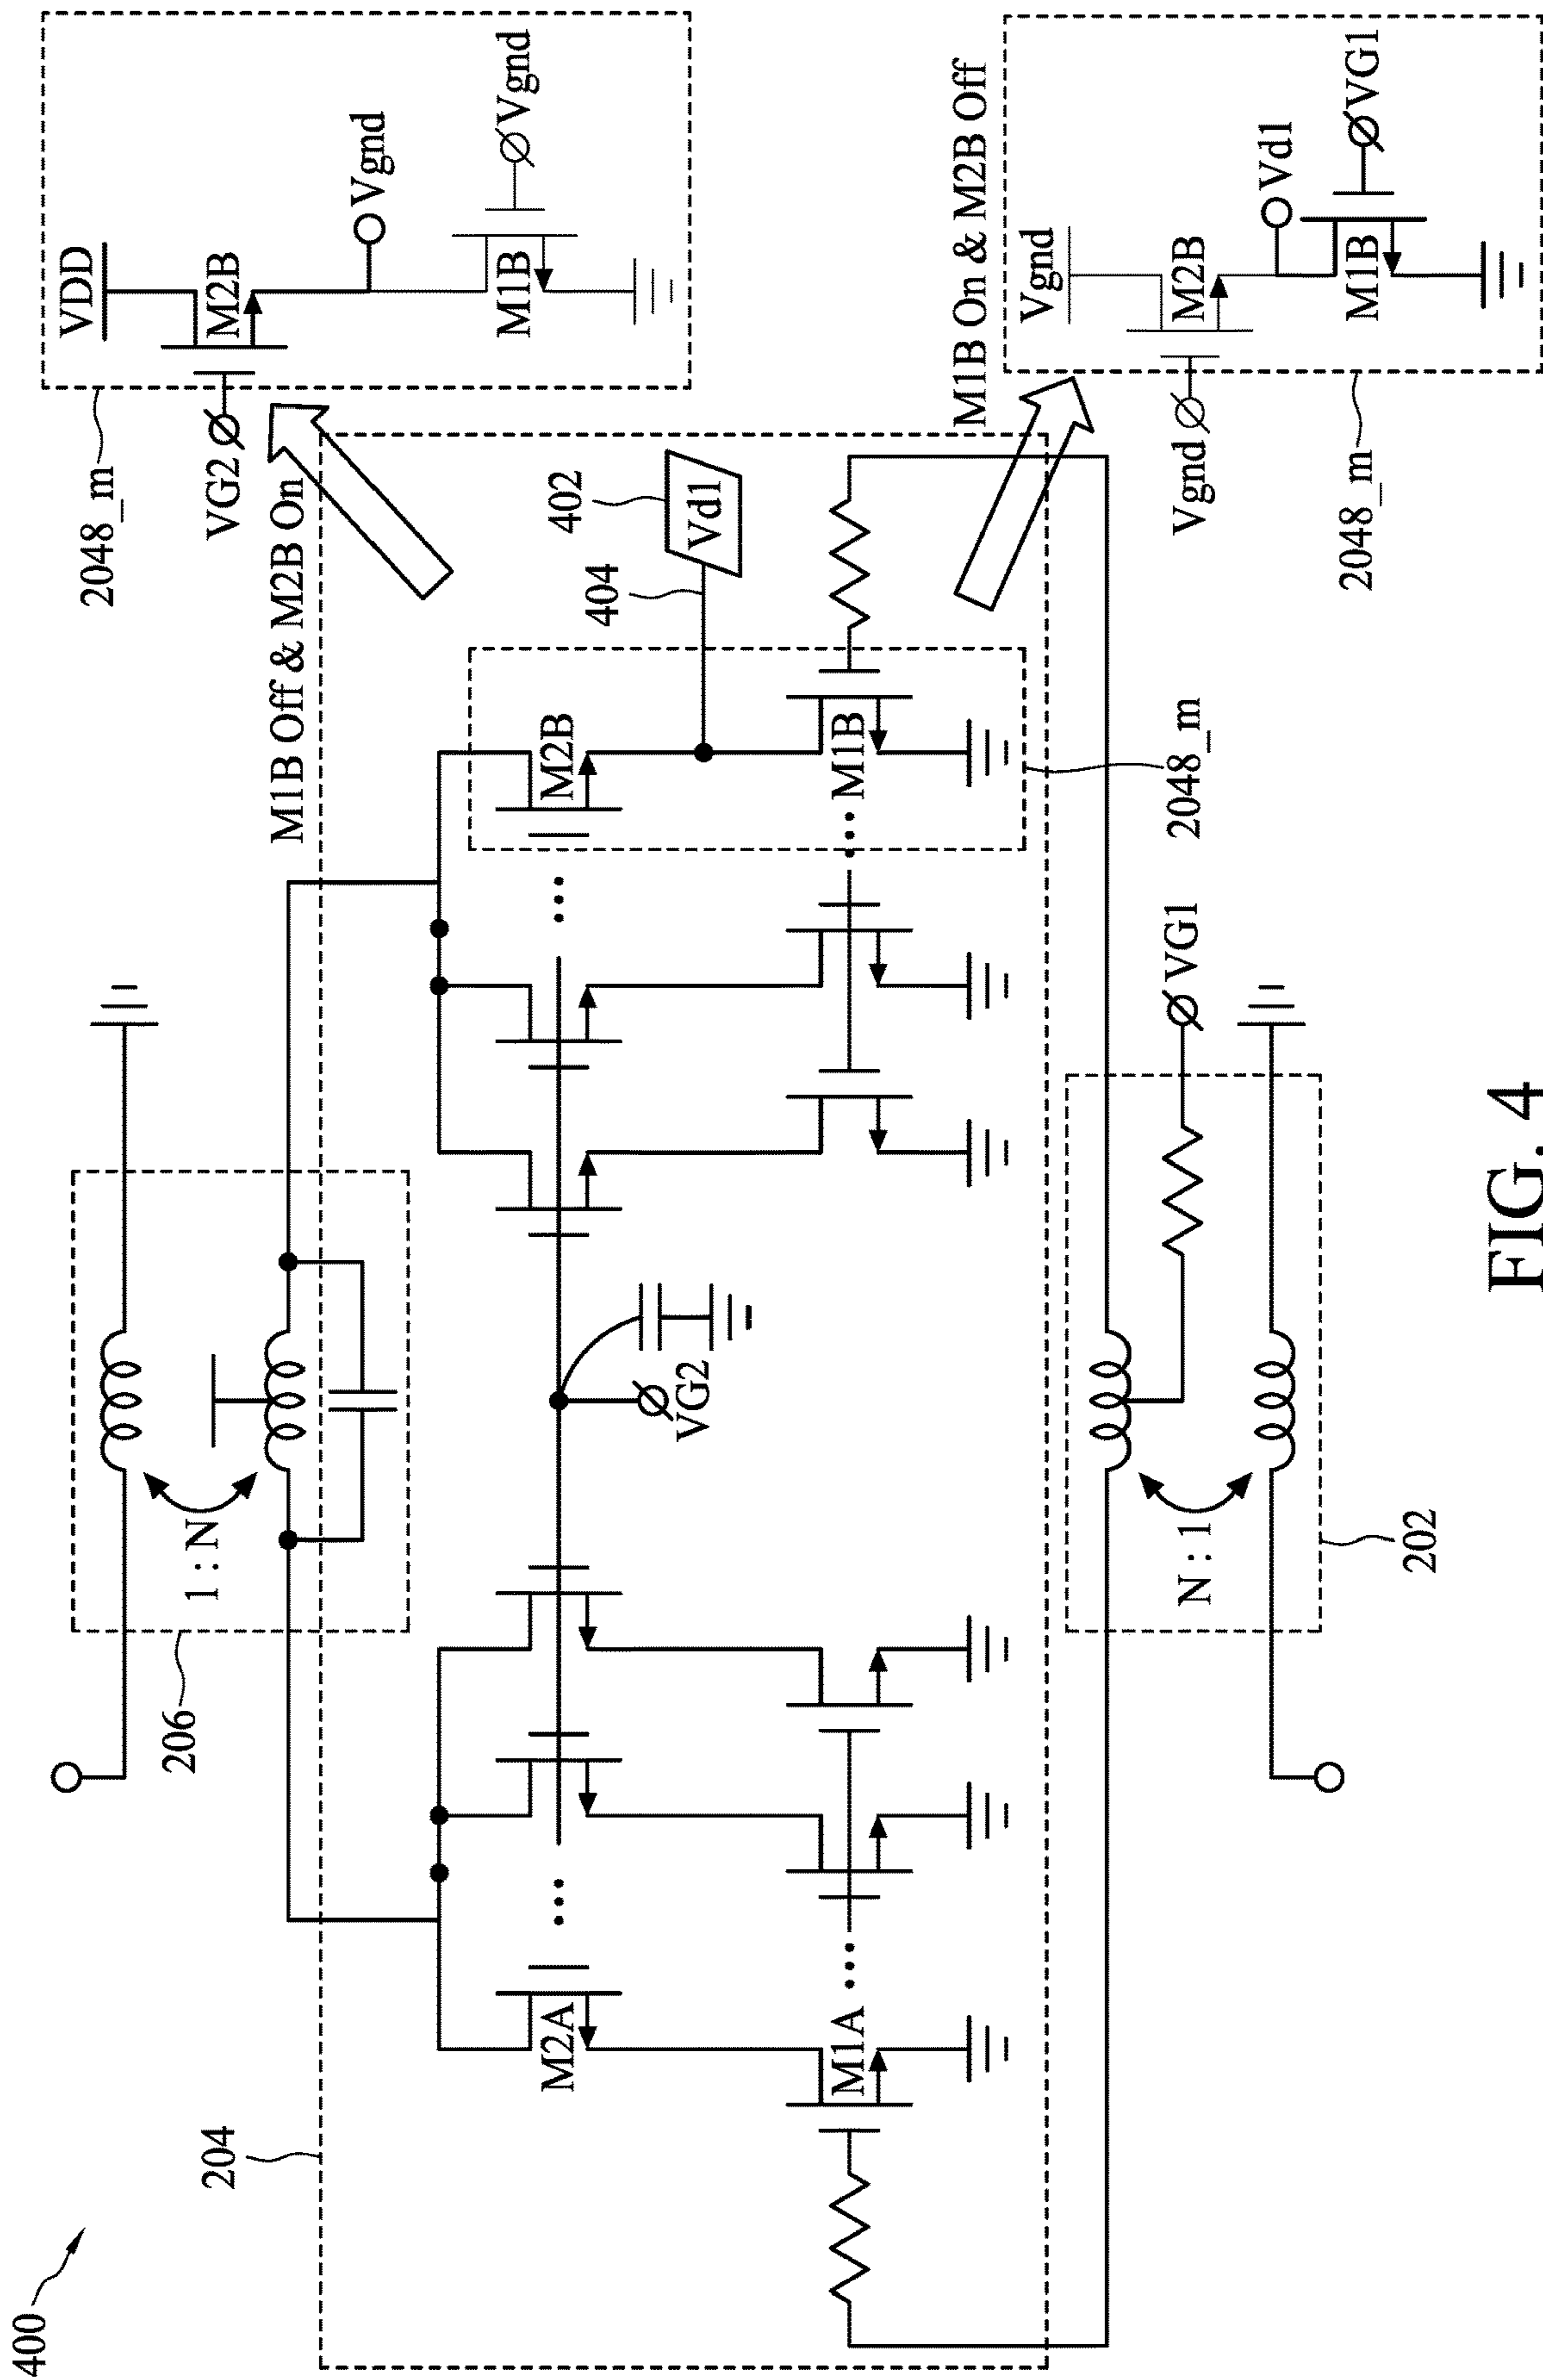 400
204
206
1 : N
VDD
M2B
VG2
Vgnd
M1B
Vgnd
2048_m
M1B Off & M2B On
M2A
M1A
...
...
VG2
...
...
M2B
M1B
402
Vd1
404
2048_m
M1B On & M2B Off
Vgnd
M2B
Vgnd
Vd1
M1B
VG1
2048_m
N : 1
VG1
202
FIG. 4